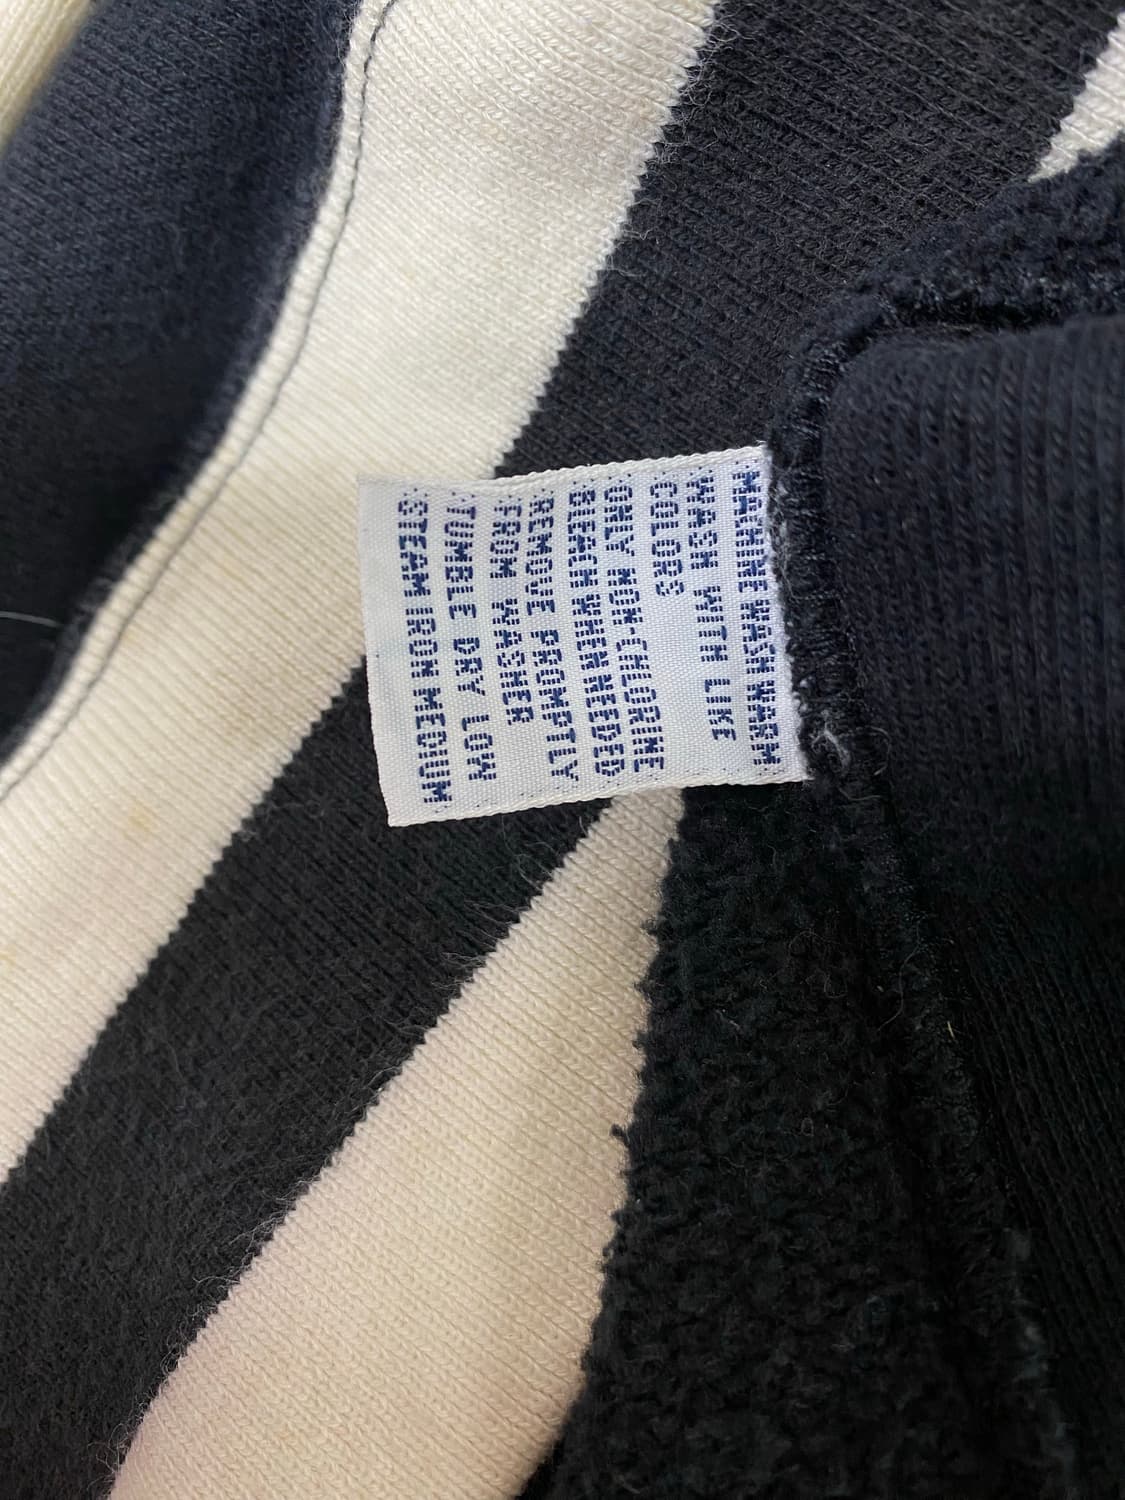 MACHINE WASH WARM
WASH WITH LIKE
COLORS
ONLY NON-CHLORINE
BLEACH WHEN NEEDED
REMOVE PROMPTLY
FROM WASHER
TUMBLE DRY LOW
STEAM IRON MEDIUM